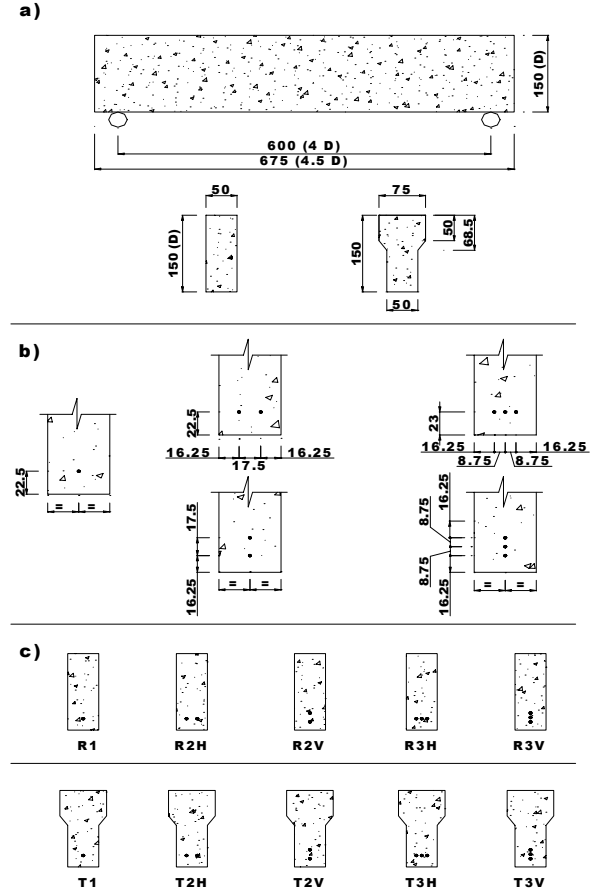 a)
150 (D)
600 (4 D)
675 (4.5 D)
50
75
150 (D)
150
50
68.5
50
b)
22.5
= =
22.5
16.25 16.25
17.5
23
16.25 16.25
8.75 8.75
17.5
16.25
= =
16.25
8.75
8.75
16.25
= =
c)
R1 R2H R2V R3H R3V
T1 T2H T2V T3H T3V